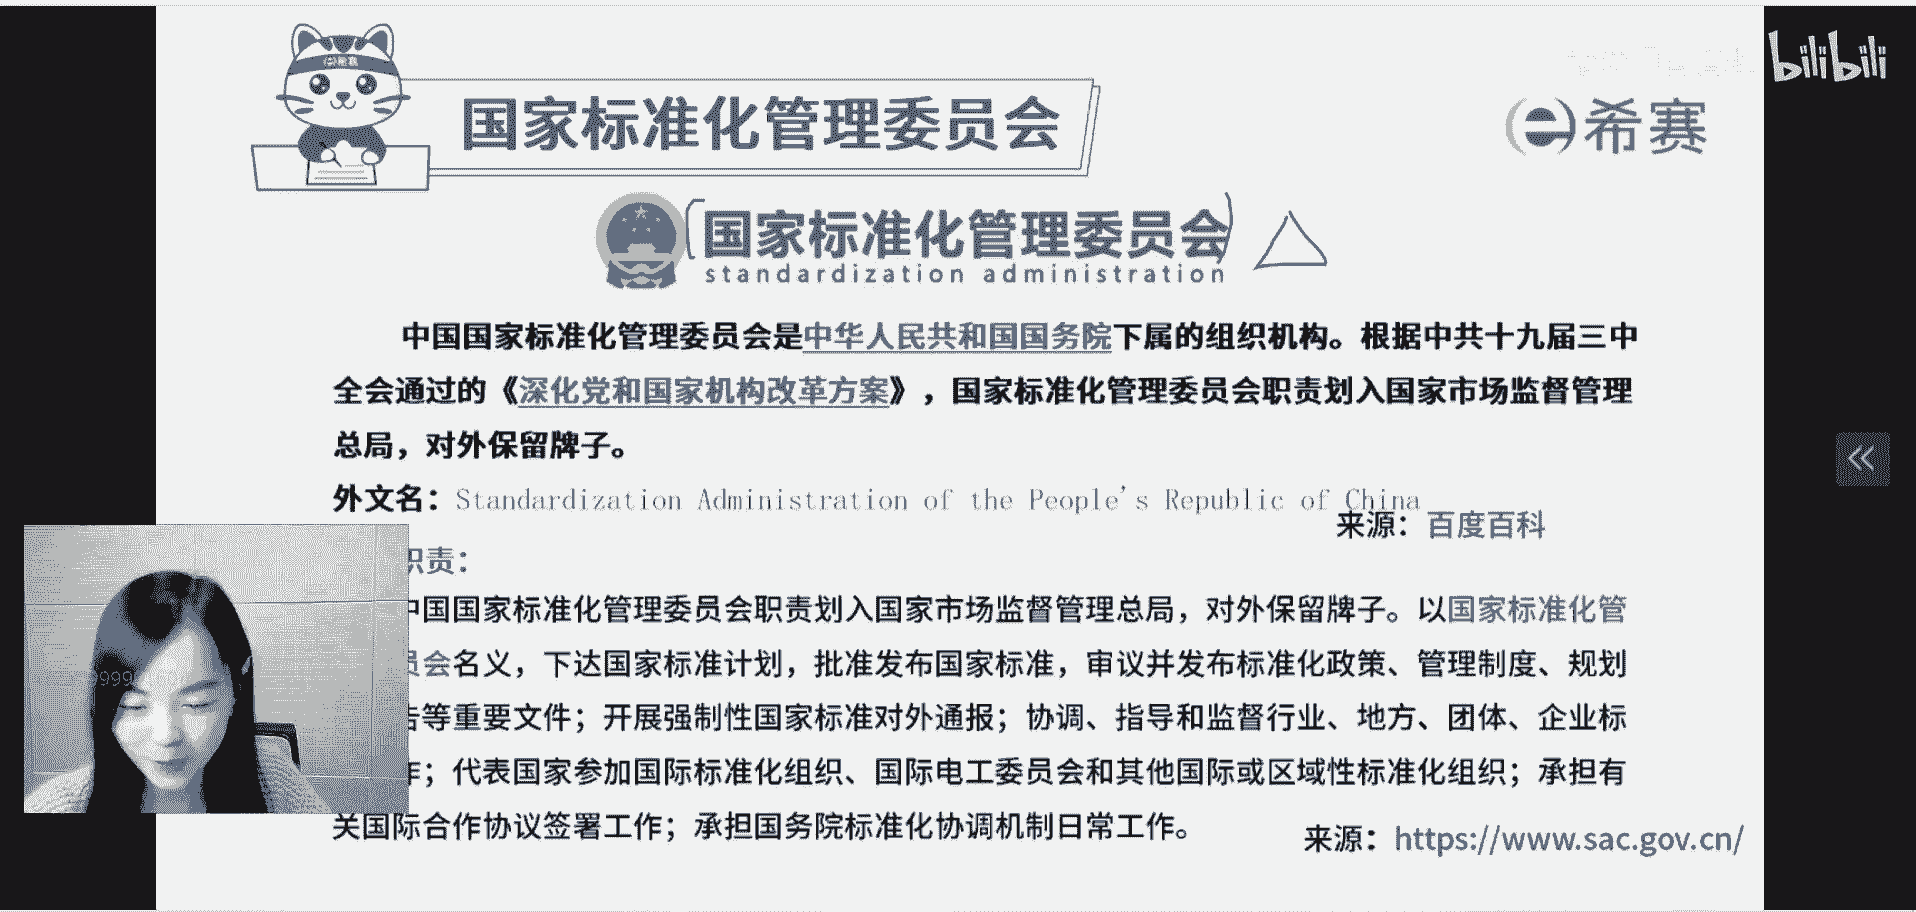 bilibili
希赛
国家标准化管理委员会
希赛
国家标准化管理委员会
standardization administration
中国国家标准化管理委员会是中华人民共和国国务院下属的组织机构。根据中共十九届三中
全会通过的《深化党和国家机构改革方案》，国家标准化管理委员会职责划入国家市场监督管理
总局，对外保留牌子。
外文名：Standardization Administration of the People's Republic of China
来源：百度百科
职责：
中国国家标准化管理委员会职责划入国家市场监督管理总局，对外保留牌子。以国家标准化管
员会名义，下达国家标准计划，批准发布国家标准，审议并发布标准化政策、管理制度、规划
告等重要文件；开展强制性国家标准对外通报；协调、指导和监督行业、地方、团体、企业标
作；代表国家参加国际标准化组织、国际电工委员会和其他国际或区域性标准化组织；承担有
关国际合作协议签署工作；承担国务院标准化协调机制日常工作。
来源：https://www.sac.gov.cn/